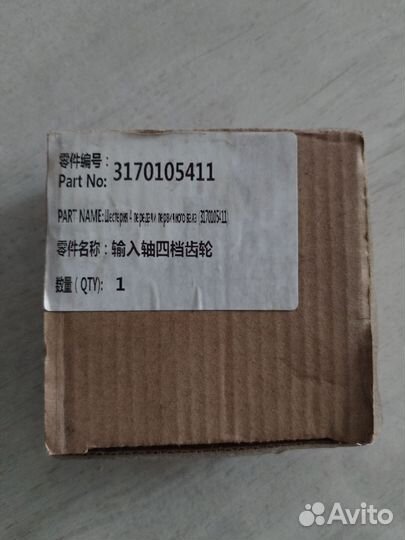 零件编号：
Part No: 3170105411
PART NAME: Шестерня 4 передачи первичного вала (3170105411)
零件名称：输入轴四档齿轮
数量 ( QTY): 1
Avito